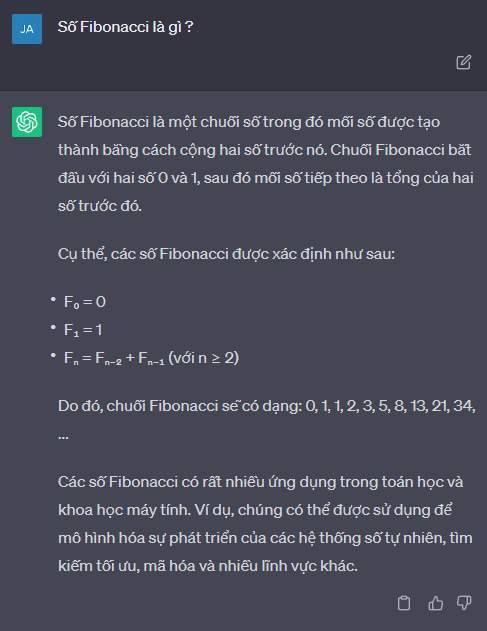 JA
Số Fibonacci là gì ?
Số Fibonacci là một chuỗi số trong đó mỗi số được tạo
thành bằng cách cộng hai số trước nó. Chuỗi Fibonacci bắt
đầu với hai số 0 và 1, sau đó mỗi số tiếp theo là tổng của hai
số trước đó.
Cụ thể, các số Fibonacci được xác định như sau:
• F₀ = 0
• F₁ = 1
• Fₙ = Fₙ₋₂ + Fₙ₋₁ (với n ≥ 2)
Do đó, chuỗi Fibonacci sẽ có dạng: 0, 1, 1, 2, 3, 5, 8, 13, 21, 34,
...
Các số Fibonacci có rất nhiều ứng dụng trong toán học và
khoa học máy tính. Ví dụ, chúng có thể được sử dụng để
mô hình hóa sự phát triển của các hệ thống số tự nhiên, tìm
kiếm tối ưu, mã hóa và nhiều lĩnh vực khác.